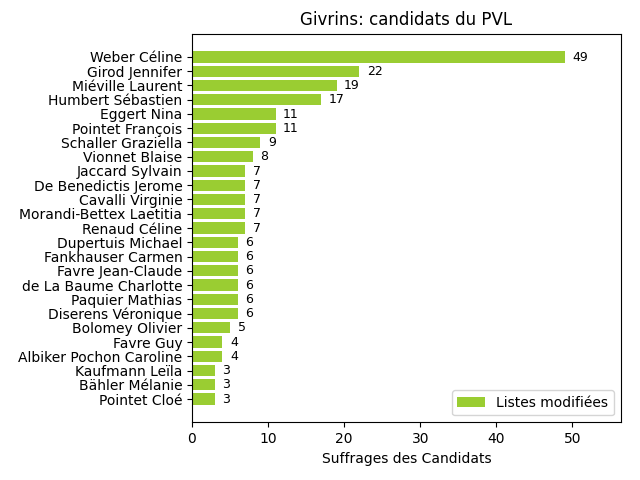 Givrins: candidats du PVL
Weber Céline 49
Girod Jennifer 22
Miéville Laurent 19
Humbert Sébastien 17
Eggert Nina 11
Pointet François 11
Schaller Graziella 9
Vionnet Blaise 8
Jaccard Sylvain 7
De Benedictis Jerome 7
Cavalli Virginie 7
Morandi-Bettex Laetitia 7
Renaud Céline 7
Dupertuis Michael 6
Fankhauser Carmen 6
Favre Jean-Claude 6
de La Baume Charlotte 6
Paquier Mathias 6
Diserens Véronique 6
Bolomey Olivier 5
Favre Guy 4
Albiker Pochon Caroline 4
Kaufmann Leïla 3
Bähler Mélanie 3
Pointet Cloé 3
Listes modifiées
0 10 20 30 40 50
Suffrages des Candidats